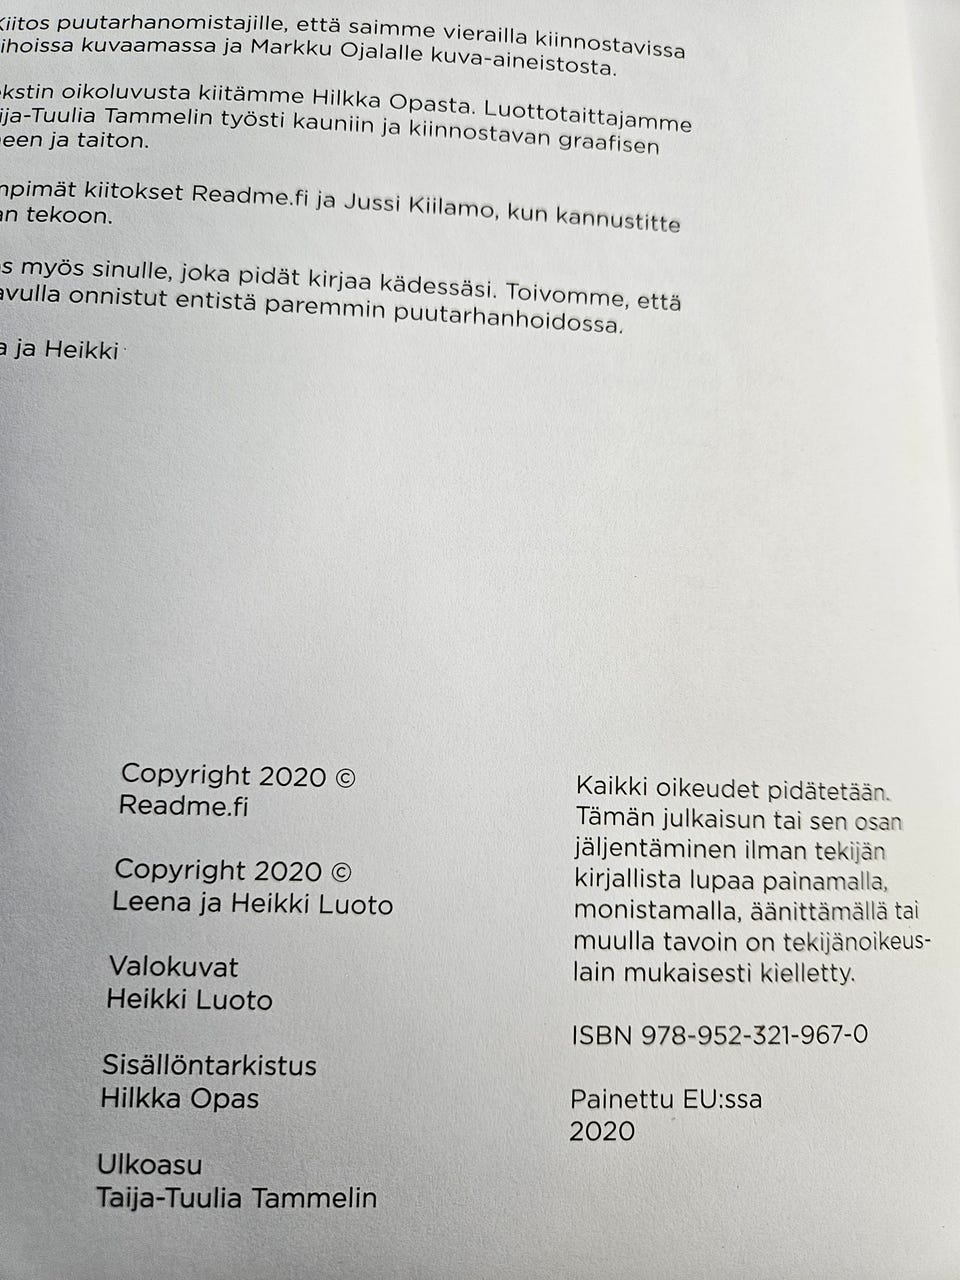 Kiitos puutarhanomistajille, että saimme vierailla kiinnostavissa
ihoissa kuvaamassa ja Markku Ojalalle kuva-aineistosta.
kstin oikoluvusta kiitämme Hilkka Opasta. Luottotaittajamme
ija-Tuulia Tammelin työsti kauniin ja kiinnostavan graafisen
een ja taiton.
mpimät kiitokset Readme.fi ja Jussi Kiilamo, kun kannustitte
an tekoon.
s myös sinulle, joka pidät kirjaa kädessäsi. Toivomme, että
avulla onnistut entistä paremmin puutarhanhoidossa.
a ja Heikki
Copyright 2020 ©
Readme.fi
Copyright 2020 ©
Leena ja Heikki Luoto
Valokuvat
Heikki Luoto
Sisällöntarkistus
Hilkka Opas
Ulkoasu
Taija-Tuulia Tammelin
Kaikki oikeudet pidätetään.
Tämän julkaisun tai sen osan
jäljentäminen ilman tekijän
kirjallista lupaa painamalla,
monistamalla, äänittämällä tai
muulla tavoin on tekijänoikeus-
lain mukaisesti kielletty.
ISBN 978-952-321-967-0
Painettu EU:ssa
2020